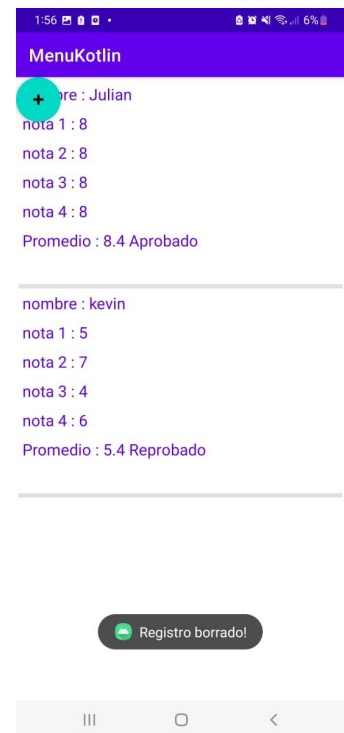 1:56
6%
MenuKotlin
+ bre : Julian
nota 1 : 8
nota 2 : 8
nota 3 : 8
nota 4 : 8
Promedio : 8.4 Aprobado
nombre : kevin
nota 1 : 5
nota 2 : 7
nota 3 : 4
nota 4 : 6
Promedio : 5.4 Reprobado
Registro borrado!